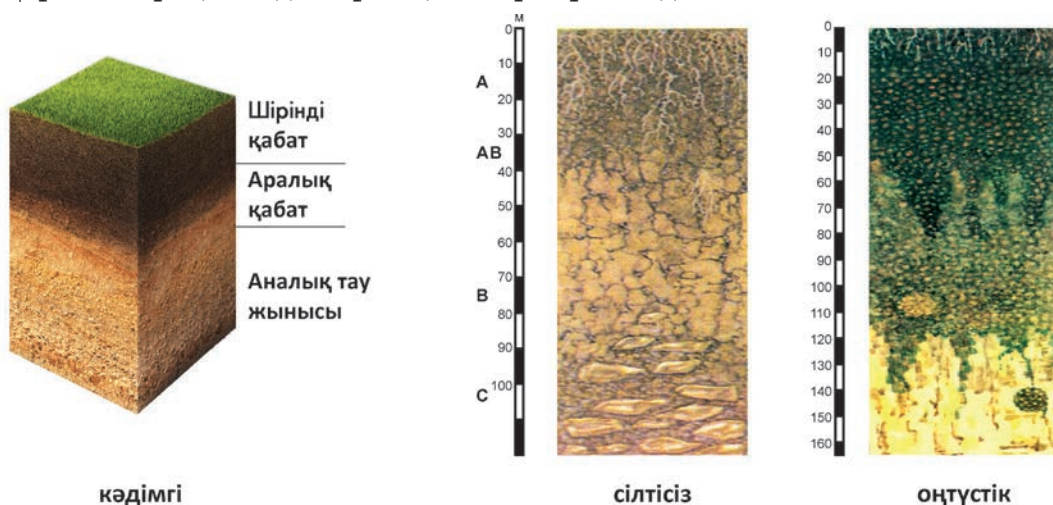 Шірінді
қабат
Аралық
қабат
Аналық тау
жынысы
кәдімгі
м
0
10
A
20
30
AB
40
50
60
70
B
80
90
100
C
сілтісіз
0
10
20
30
40
50
60
70
80
90
100
110
120
130
140
150
160
оңтүстік